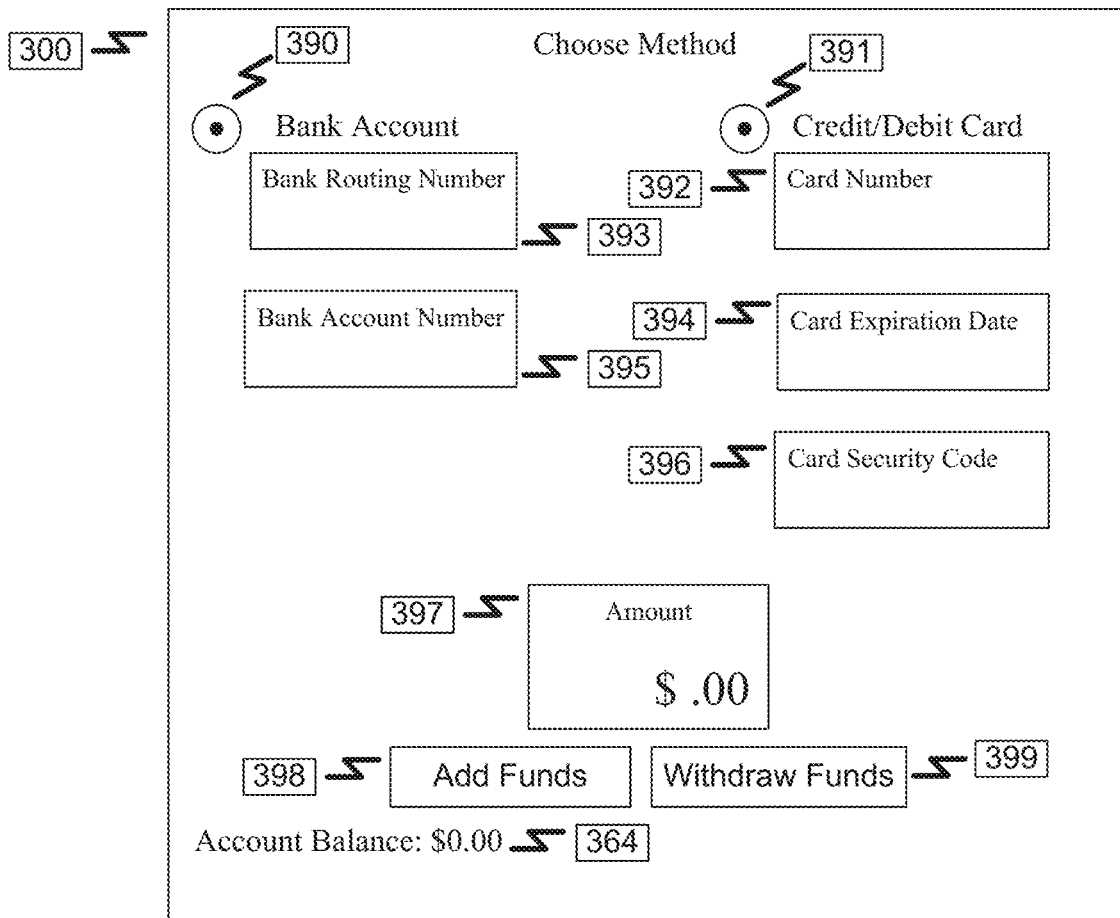 300
390
Choose Method
391
Bank Account
Credit/Debit Card
Bank Routing Number
392
Card Number
393
Bank Account Number
394
Card Expiration Date
395
396
Card Security Code
397
Amount
$ .00
398
Add Funds
Withdraw Funds
399
Account Balance: $0.00
364